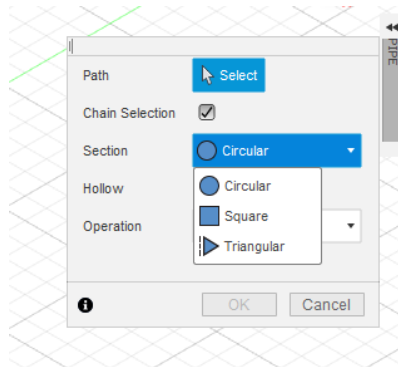 PIPE
Path Select
Chain Selection
Section Circular
Hollow Circular
Square
Operation
Triangular
OK Cancel